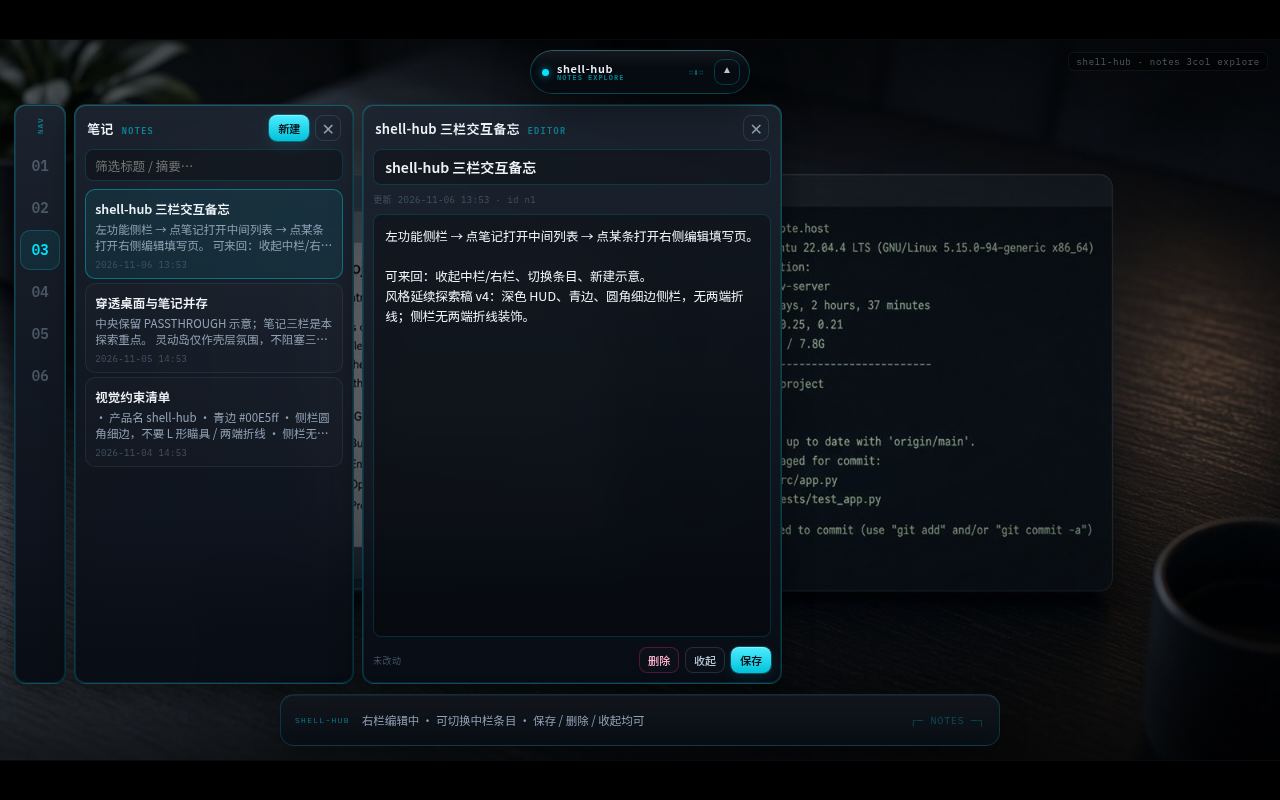 shell-hub
NOTES EXPLORE
▲
shell-hub · notes 3col explore
NAV
01
02
03
04
05
06
笔记 NOTES
新建
✕
筛选标题 / 摘要…
shell-hub 三栏交互备忘
左功能侧栏 → 点笔记打开中间列表 → 点某条
打开右侧编辑填写页。 可来回：收起中栏/右…
2026-11-06 13:53
穿透桌面与笔记并存
中央保留 PASSTHROUGH 示意；笔记三栏是本
探索重点。 灵动岛仅作壳层氛围，不阻塞三…
2026-11-05 14:53
视觉约束清单
· 产品名 shell-hub · 青边 #00E5ff · 侧栏圆
角细边，不要 L 形瞄具 / 两端折线 · 侧栏无…
2026-11-04 14:53
shell-hub 三栏交互备忘 EDITOR
✕
shell-hub 三栏交互备忘
更新 2026-11-06 13:53 · id n1
左功能侧栏 → 点笔记打开中间列表 → 点某条打开右侧编辑填写页。
可来回：收起中栏/右栏、切换条目、新建示意。
风格延续探索稿 v4：深色 HUD、青边、圆角细边侧栏，无两端折
线；侧栏无两端折线装饰。
未改动
删除
收起
保存
ote.host
ntu 22.04.4 LTS (GNU/Linux 5.15.0-94-generic x86_64)
tion:
v-server
ays, 2 hours, 37 minutes
0.25, 0.21
/ 7.8G
project
up to date with 'origin/main'.
aged for commit:
rc/app.py
ests/test_app.py
ed to commit (use "git add" and/or "git commit -a")
SHELL-HUB
右栏编辑中 · 可切换中栏条目 · 保存 / 删除 / 收起均可
┌─ NOTES ─┐